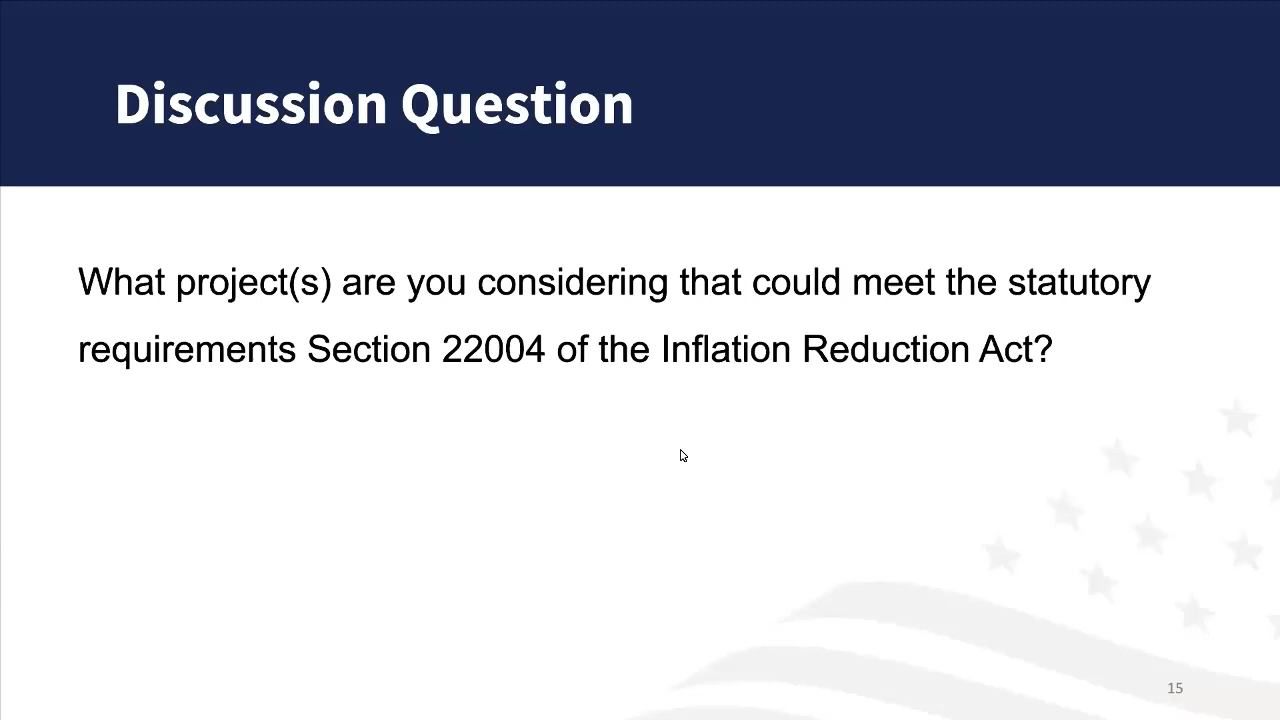 Discussion Question
What project(s) are you considering that could meet the statutory
requirements Section 22004 of the Inflation Reduction Act?
15